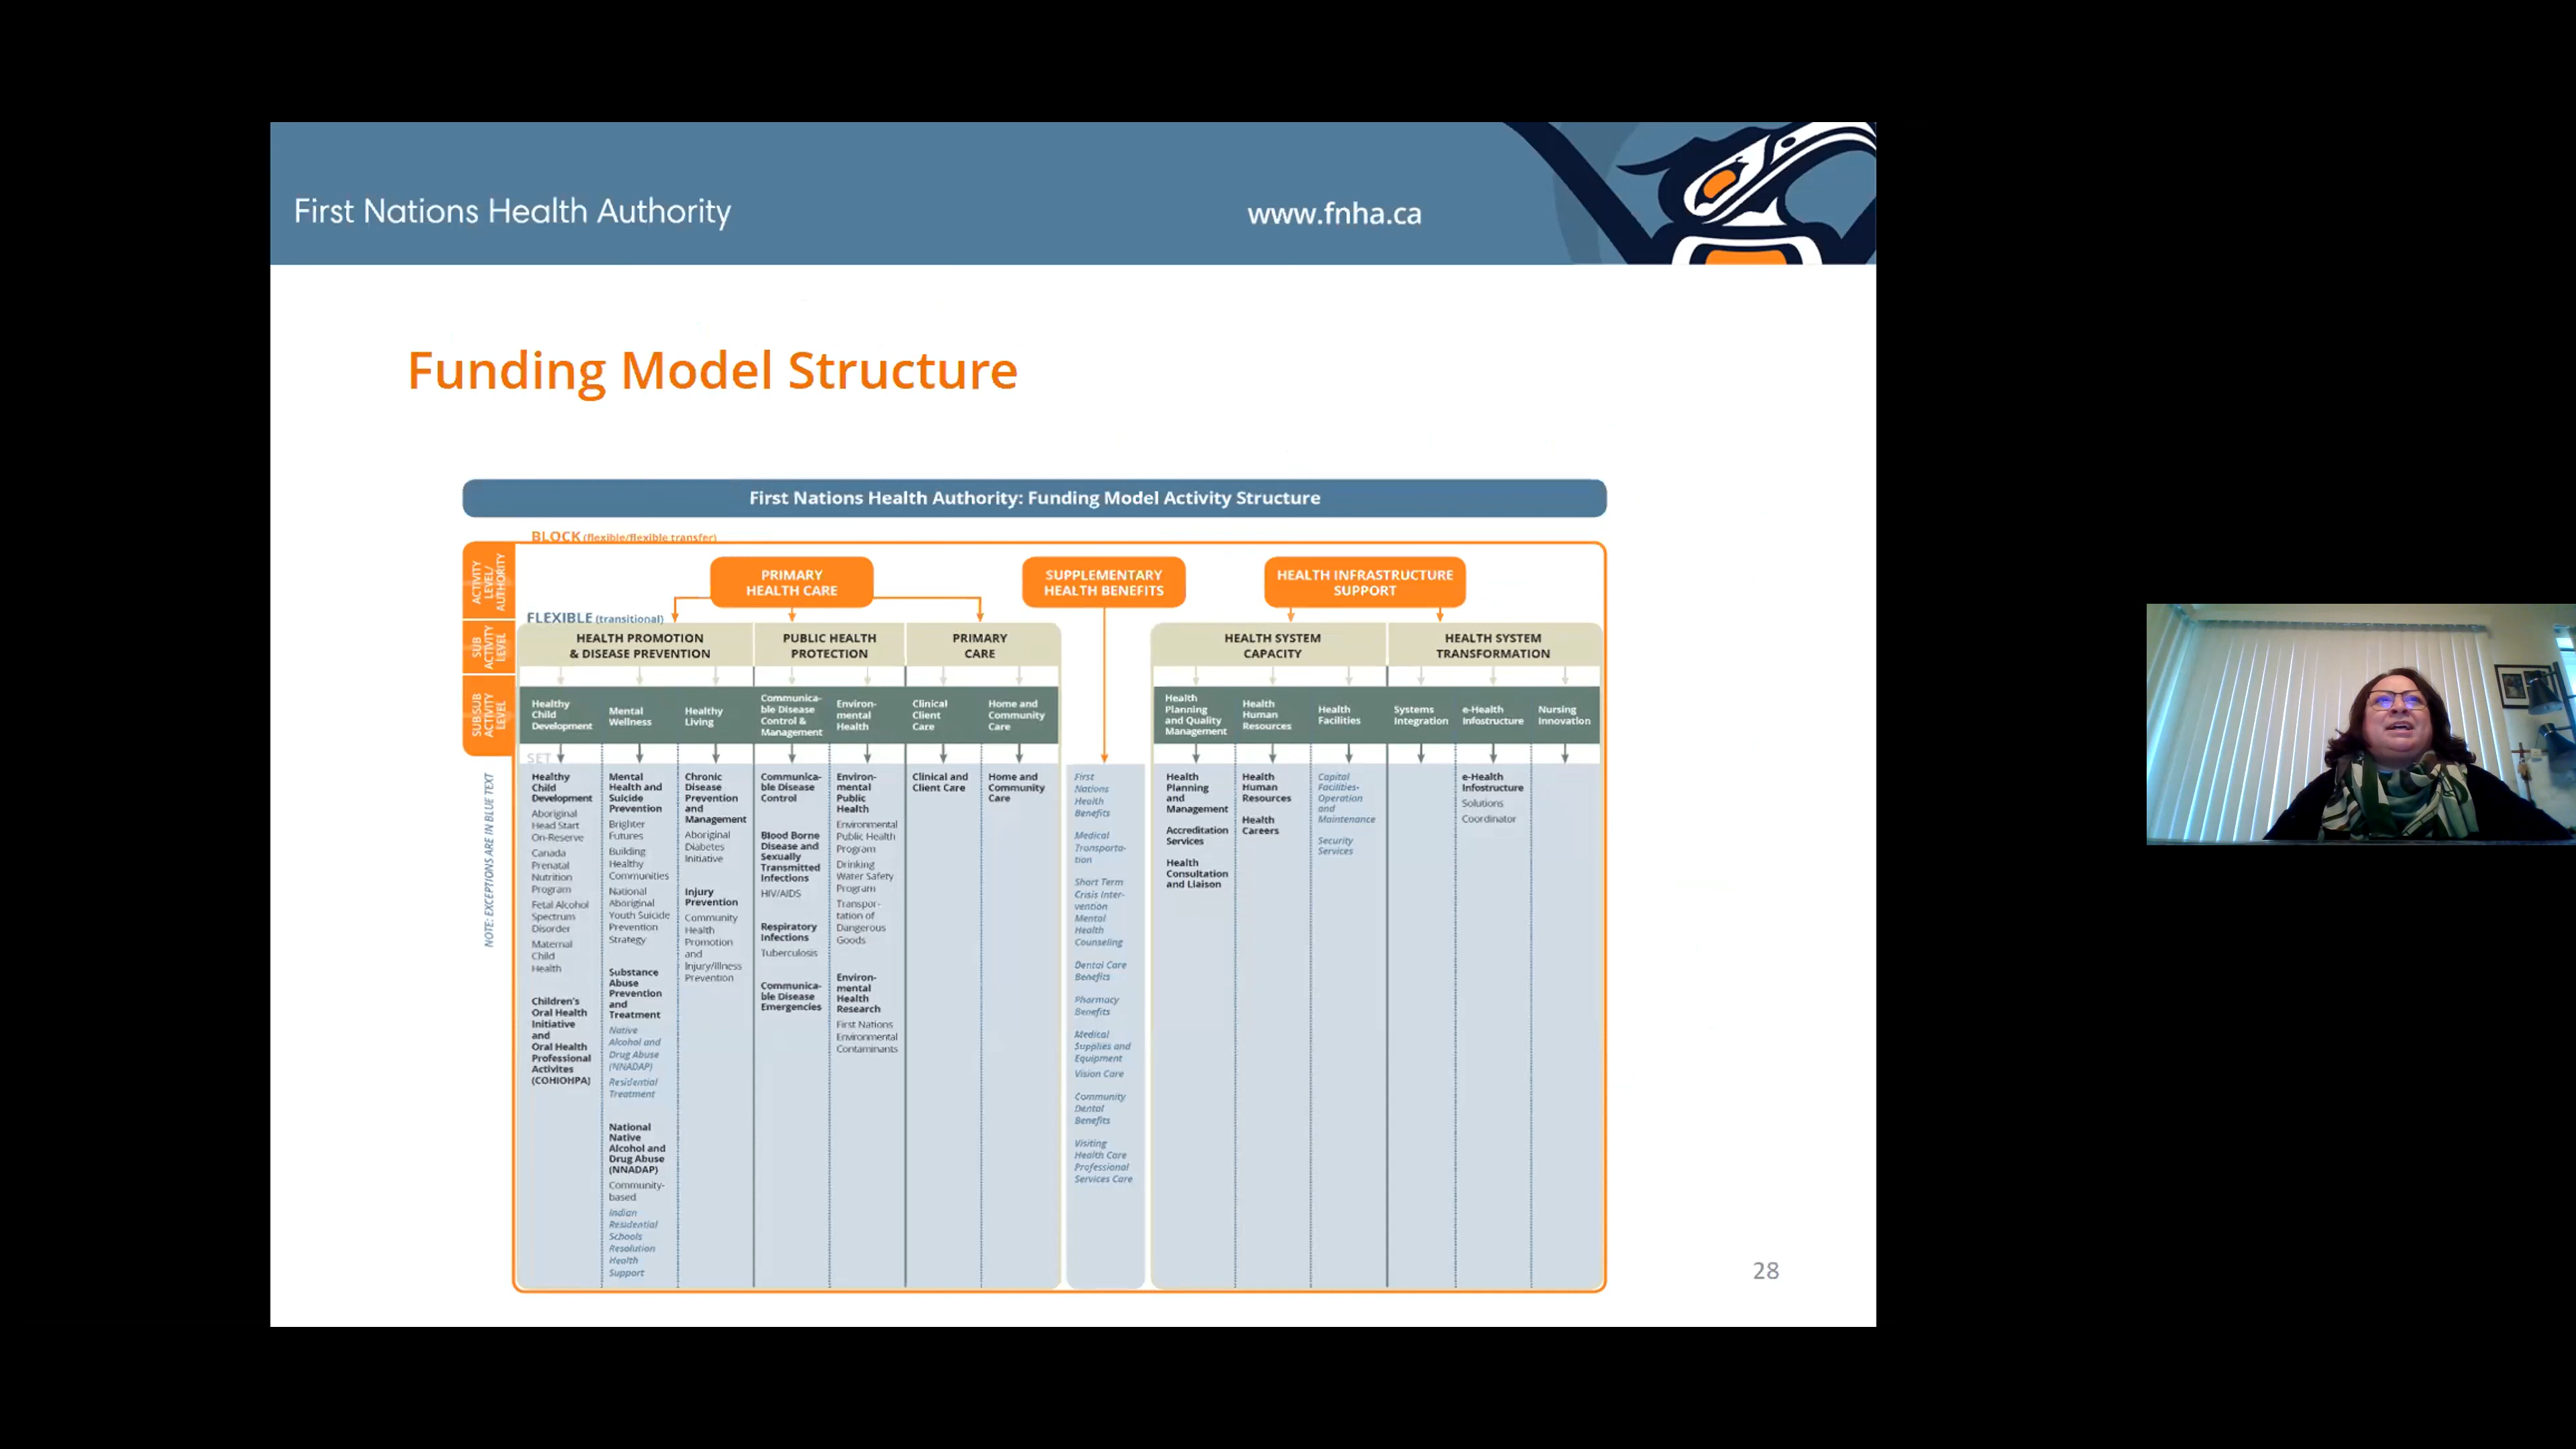 First Nations Health Authority
www.fnha.ca
Funding Model Structure
First Nations Health Authority: Funding Model Activity Structure
BLOCK (flexible/flexible transfer)
ACTIVITY
LEVEL/
AUTHORITY
PRIMARY
HEALTH CARE
SUPPLEMENTARY
HEALTH BENEFITS
HEALTH INFRASTRUCTURE
SUPPORT
FLEXIBLE (transitional)
SUB
ACTIVITY
LEVEL
HEALTH PROMOTION
& DISEASE PREVENTION
PUBLIC HEALTH
PROTECTION
PRIMARY
CARE
HEALTH SYSTEM
CAPACITY
HEALTH SYSTEM
TRANSFORMATION
SUB SUB
ACTIVITY
LEVEL
Healthy
Child
Development
Mental
Wellness
Healthy
Living
Communica-
ble Disease
Control &
Management
Environ-
mental
Health
Clinical
Client
Care
Home and
Community
Care
Health
Planning
and Quality
Management
Health
Human
Resources
Health
Facilities
Systems
Integration
e-Health
Infostructure
Nursing
Innovation
SET
NOTE: EXCEPTIONS ARE IN BLUE TEXT
Healthy
Child
Development
Aboriginal
Head Start
On-Reserve
Canada
Prenatal
Nutrition
Program
Fetal Alcohol
Spectrum
Disorder
Maternal
Child
Health
Children's
Oral Health
Initiative
and
Oral Health
Professional
Activites
(COHIOHPA)
Mental
Health and
Suicide
Prevention
Brighter
Futures
Building
Healthy
Communities
National
Aboriginal
Youth Suicide
Prevention
Strategy
Substance
Abuse
Prevention
and
Treatment
Native
Alcohol and
Drug Abuse
(NNADAP)
Residential
Treatment
National
Native
Alcohol and
Drug Abuse
(NNADAP)
Community-
based
Indian
Residential
Schools
Resolution
Health
Support
Chronic
Disease
Prevention
and
Management
Aboriginal
Diabetes
Initiative
Injury
Prevention
Community
Health
Promotion
and
Injury/Illness
Prevention
Communica-
ble Disease
Control
Blood Borne
Disease and
Sexually
Transmitted
Infections
HIV/AIDS
Respiratory
Infections
Tuberculosis
Communica-
ble Disease
Emergencies
Environ-
mental
Public
Health
Environmental
Public Health
Program
Drinking
Water Safety
Program
Transpor-
tation of
Dangerous
Goods
Environ-
mental
Health
Research
First Nations
Environmental
Contaminants
Clinical and
Client Care
Home and
Community
Care
First
Nations
Health
Benefits
Medical
Transporta-
tion
Short Term
Crisis Inter-
vention
Mental
Health
Counseling
Dental Care
Benefits
Pharmacy
Benefits
Medical
Supplies and
Equipment
Vision Care
Community
Dental
Benefits
Visiting
Health Care
Professional
Services Care
Health
Planning
and
Management
Accreditation
Services
Health
Consultation
and Liaison
Health
Human
Resources
Health
Careers
Capital
Facilities-
Operation
and
Maintenance
Security
Services
e-Health
Infostructure
Solutions
Coordinator
28